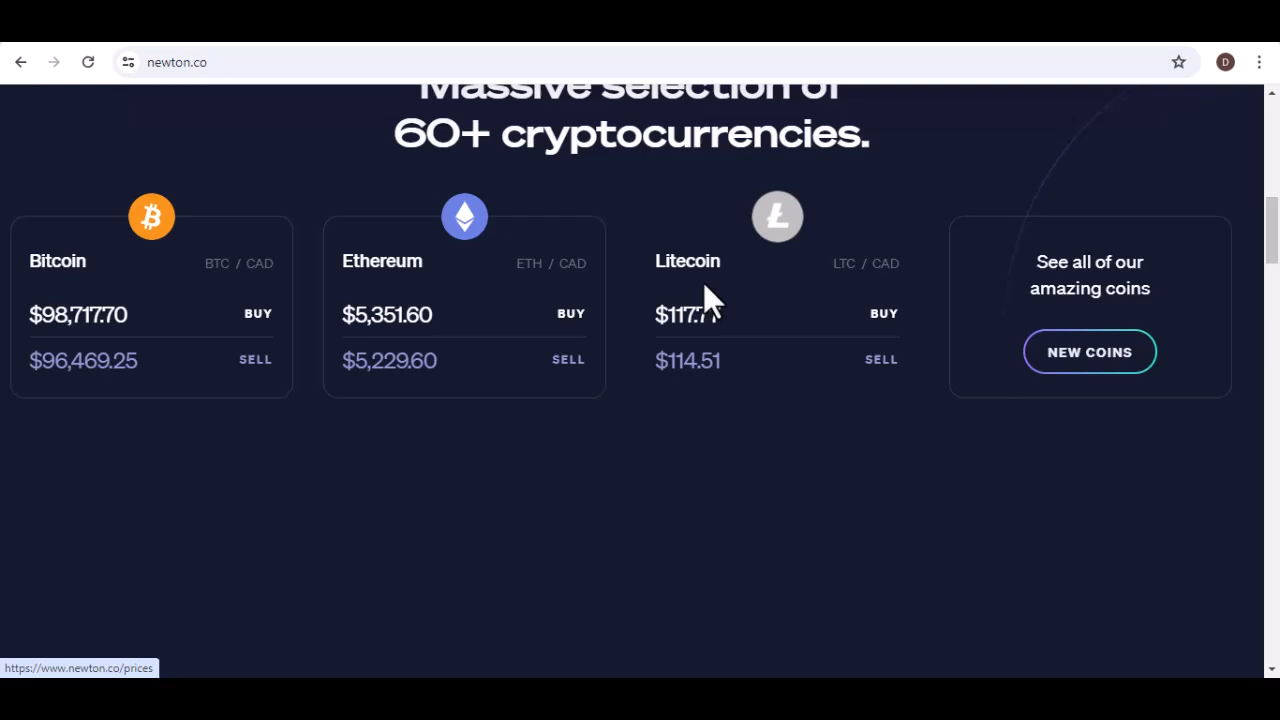 newton.co
D
Massive selection of
60+ cryptocurrencies.
Bitcoin BTC / CAD
$98,717.70 BUY
$96,469.25 SELL
Ethereum ETH / CAD
$5,351.60 BUY
$5,229.60 SELL
Litecoin LTC / CAD
BUY
$114.51 SELL
See all of our
amazing coins
NEW COINS
https://www.newton.co/prices